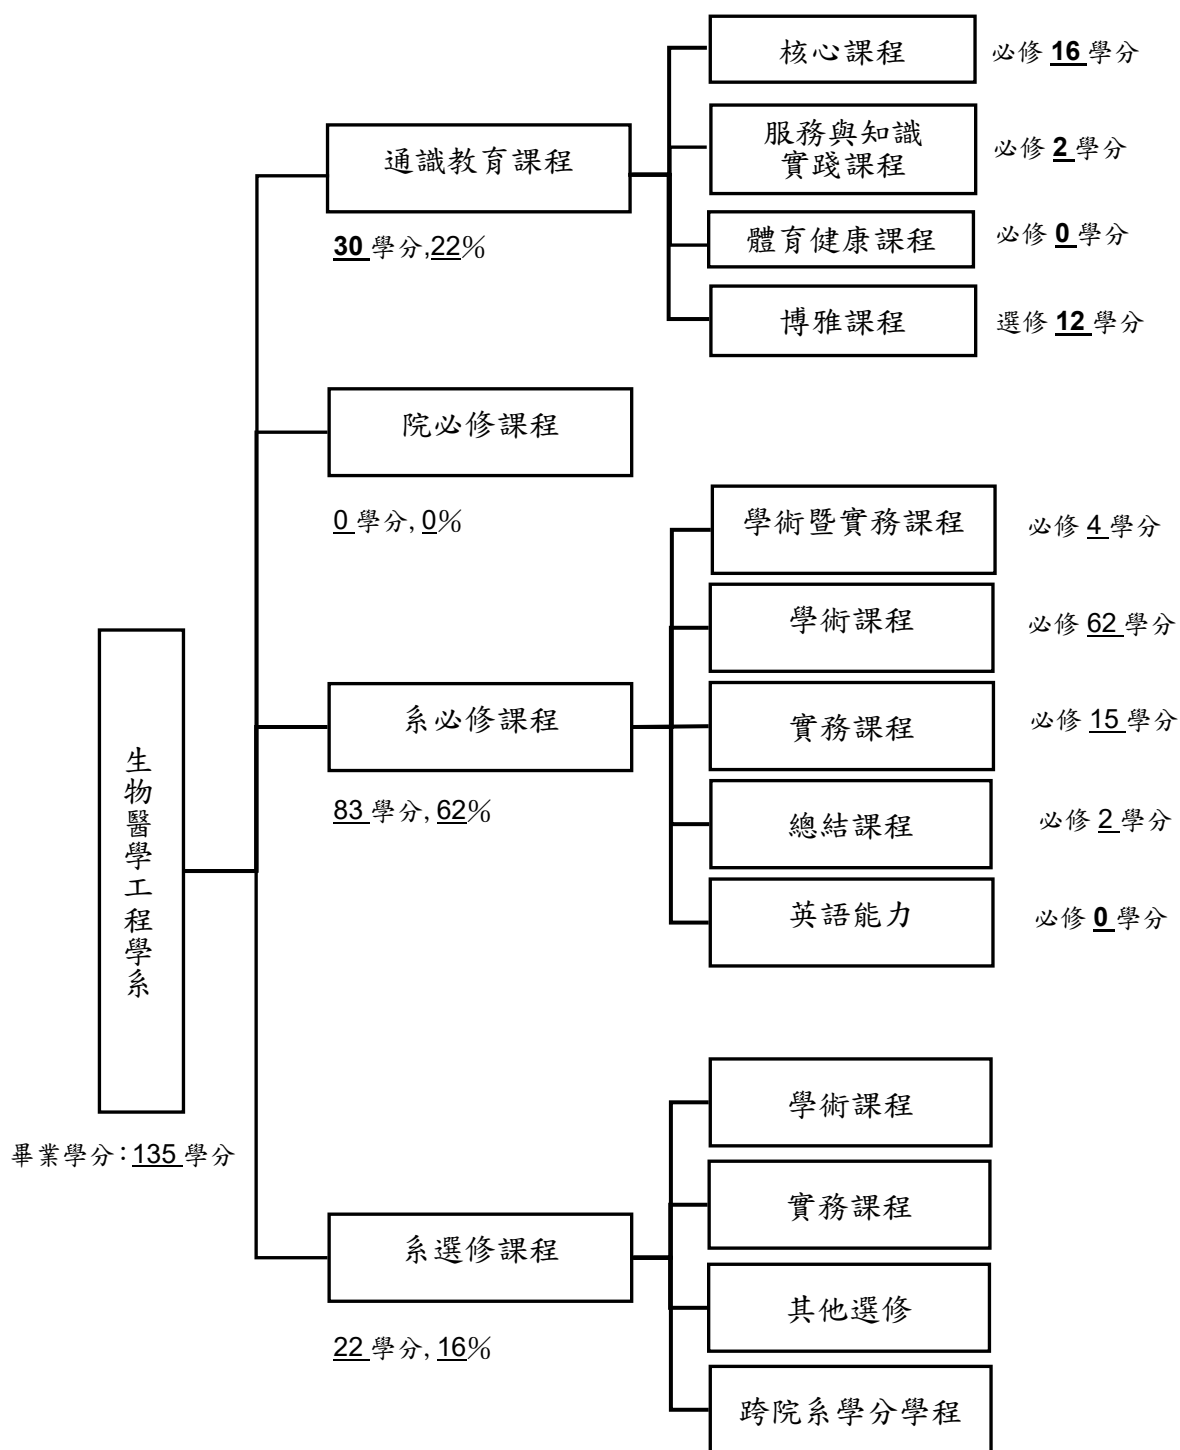 核心課程
必修 16 學分
服務與知識
實踐課程
必修 2 學分
通識教育課程
30 學分,22%
體育健康課程
必修 0 學分
博雅課程
選修 12 學分
院必修課程
0 學分, 0%
學術暨實務課程
必修 4 學分
學術課程
必修 62 學分
系必修課程
83 學分, 62%
實務課程
必修 15 學分
總結課程
必修 2 學分
英語能力
必修 0 學分
生物醫學工程學系
畢業學分：135 學分
學術課程
實務課程
系選修課程
22 學分, 16%
其他選修
跨院系學分學程